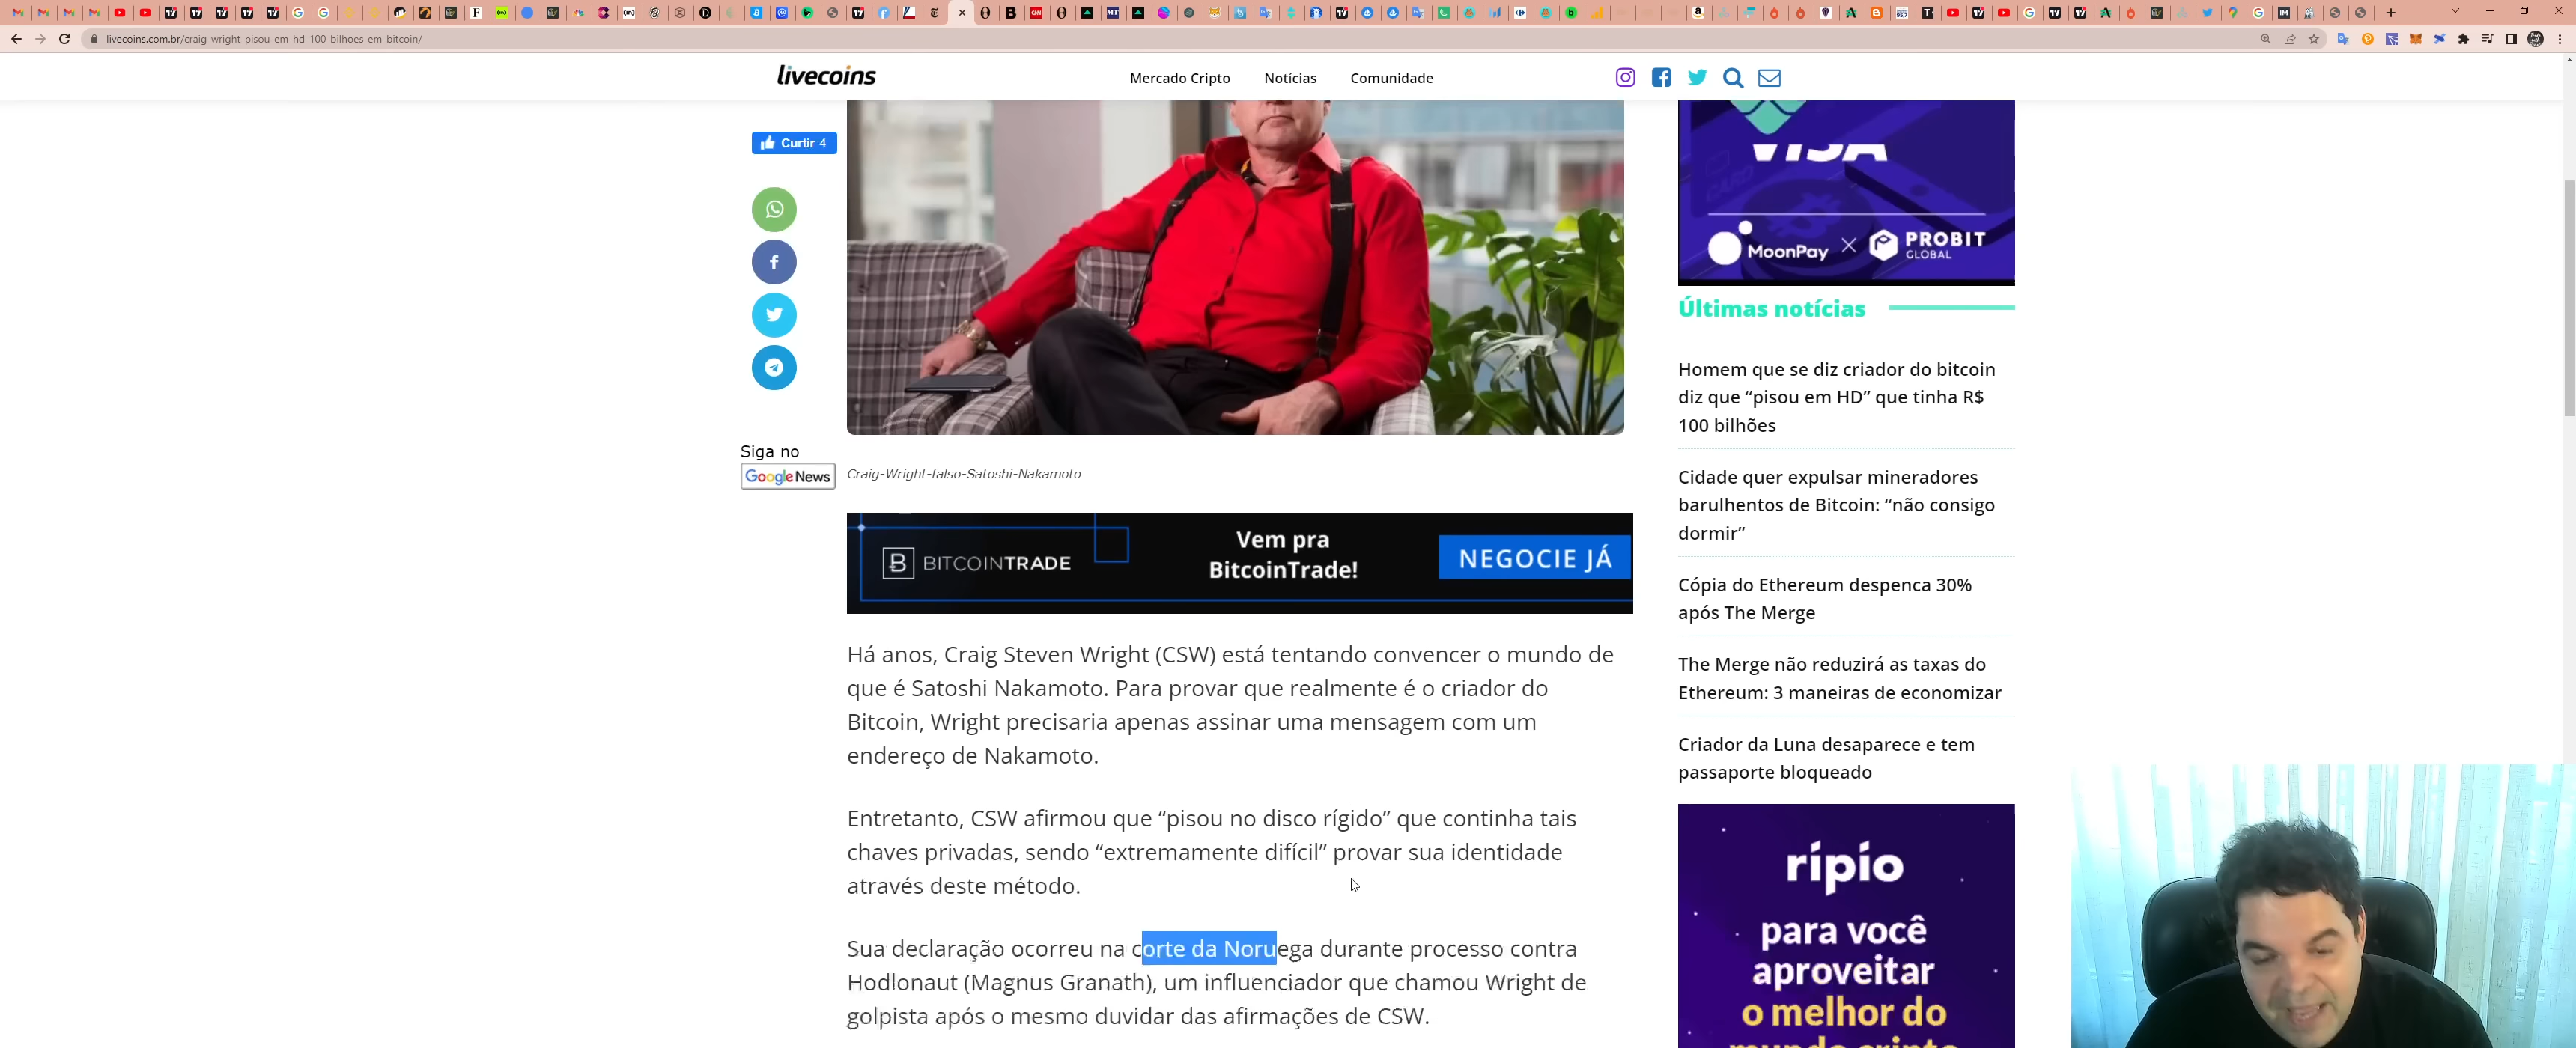 livecoins.com.br/craig-wright-pisou-em-hd-100-bilhoes-em-bitcoin/
livecoins
Mercado Cripto
Notícias
Comunidade
Curtir 4
Siga no
Google News
Craig-Wright-falso-Satoshi-Nakamoto
BITCOINTRADE
Vem pra
BitcoinTrade!
NEGOCIE JÁ
Há anos, Craig Steven Wright (CSW) está tentando convencer o mundo de
que é Satoshi Nakamoto. Para provar que realmente é o criador do
Bitcoin, Wright precisaria apenas assinar uma mensagem com um
endereço de Nakamoto.
Entretanto, CSW afirmou que “pisou no disco rígido” que continha tais
chaves privadas, sendo “extremamente difícil” provar sua identidade
através deste método.
Sua declaração ocorreu na corte da Noruega durante processo contra
Hodlonaut (Magnus Granath), um influenciador que chamou Wright de
golpista após o mesmo duvidar das afirmações de CSW.
VISA
MoonPay × PROBIT
GLOBAL
Últimas notícias
Homem que se diz criador do bitcoin
diz que “pisou em HD” que tinha R$
100 bilhões
Cidade quer expulsar mineradores
barulhentos de Bitcoin: “não consigo
dormir”
Cópia do Ethereum despenca 30%
após The Merge
The Merge não reduzirá as taxas do
Ethereum: 3 maneiras de economizar
Criador da Luna desaparece e tem
passaporte bloqueado
ripio
para você
aproveitar
o melhor do
mundo cripto